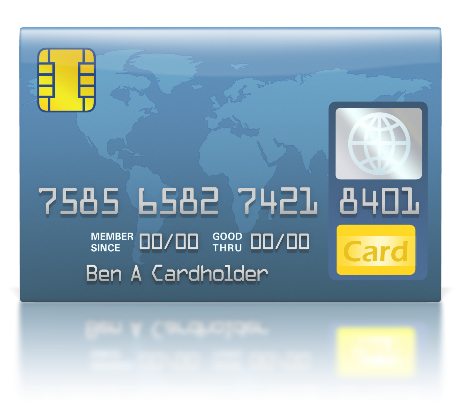 7585 6582 7421 8401
MEMBER SINCE 00/00 GOOD THRU 00/00
Card
Ben A Cardholder